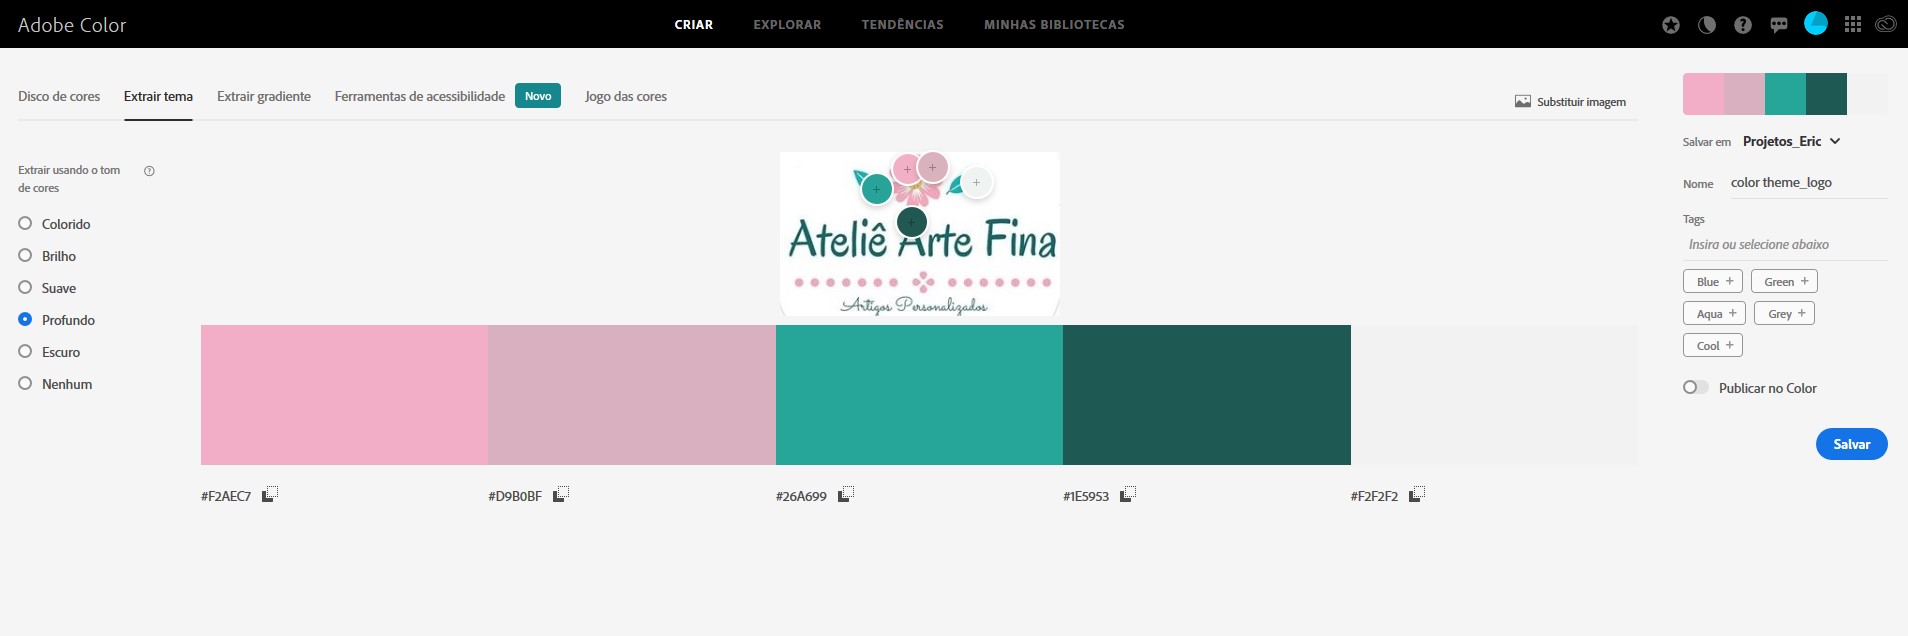 Adobe Color
CRIAR EXPLORAR TENDÊNCIAS MINHAS BIBLIOTECAS
Disco de cores Extrair tema Extrair gradiente Ferramentas de acessibilidade Novo Jogo das cores
Substituir imagem
Extrair usando o tom
de cores
Colorido
Brilho
Suave
Profundo
Escuro
Nenhum
Ateliê Arte Fina
Artigos Personalizados
#F2AEC7 #D9B0BF #26A699 #1E5953 #F2F2F2
Salvar em Projetos_Eric
Nome color theme_logo
Tags
Insira ou selecione abaixo
Blue + Green +
Aqua + Grey +
Cool +
Publicar no Color
Salvar